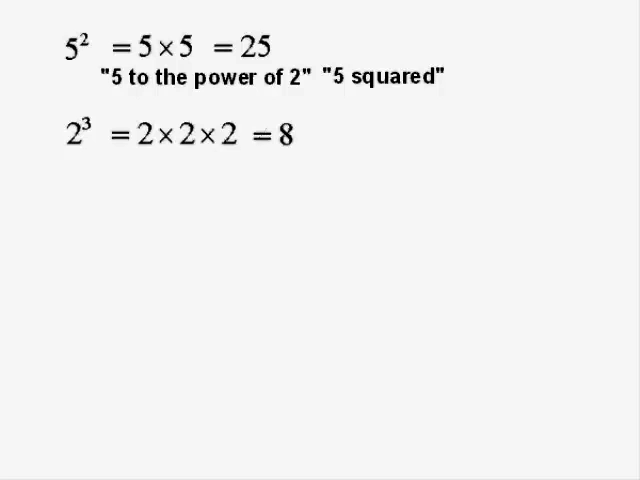 5² = 5 × 5 = 25
"5 to the power of 2" "5 squared"
2³ = 2 × 2 × 2 = 8